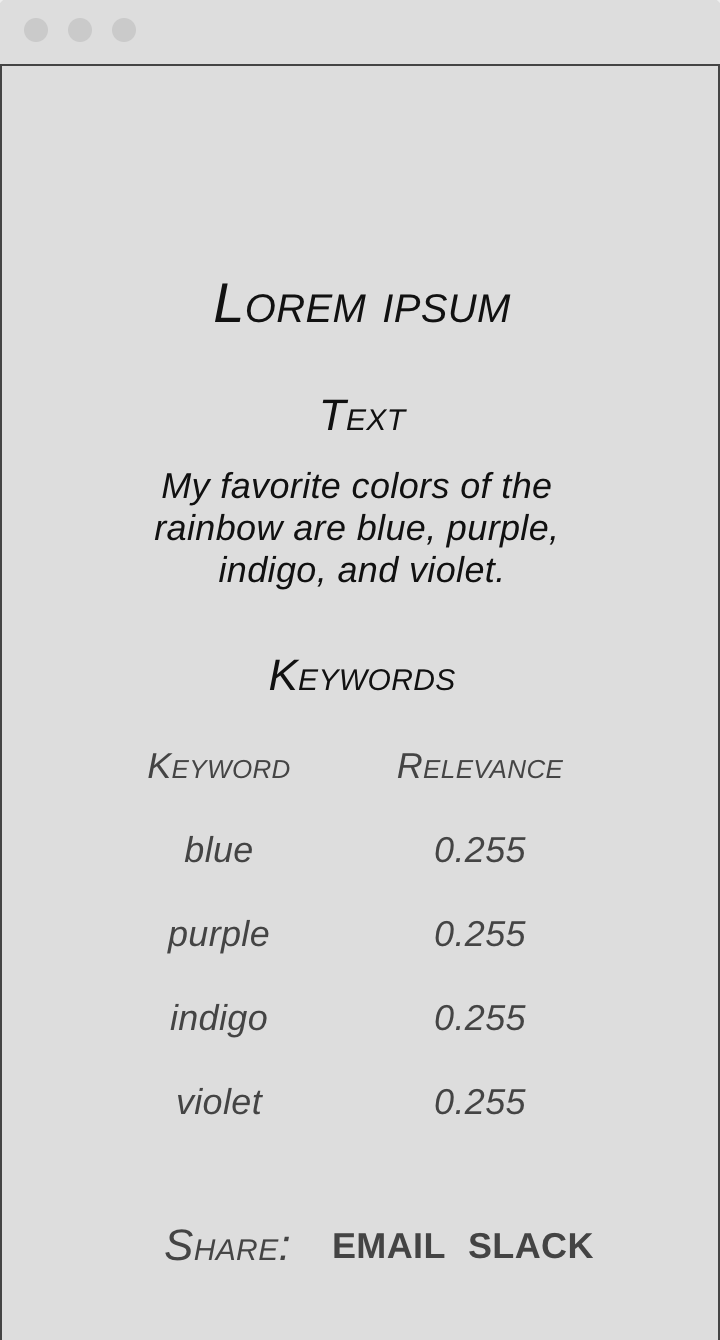 Lorem ipsum
Text
My favorite colors of the
rainbow are blue, purple,
indigo, and violet.
Keywords
Keyword Relevance
blue 0.255
purple 0.255
indigo 0.255
violet 0.255
Share: EMAIL SLACK